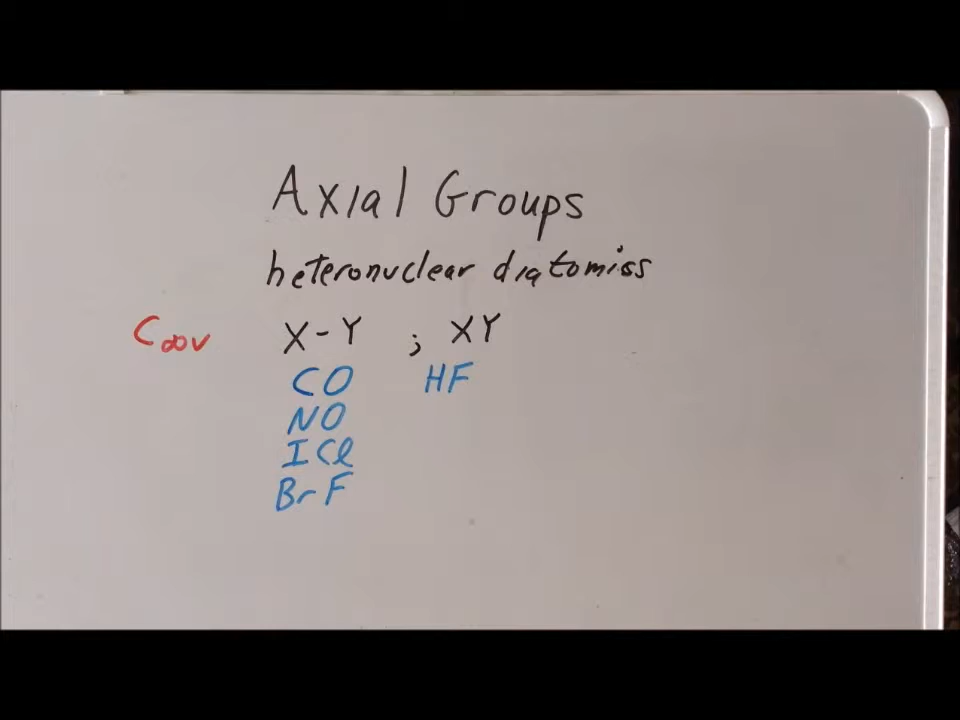 Axial Groups
heteronuclear diatomics
C∞v X-Y ; XY
CO HF
NO
ICl
BrF